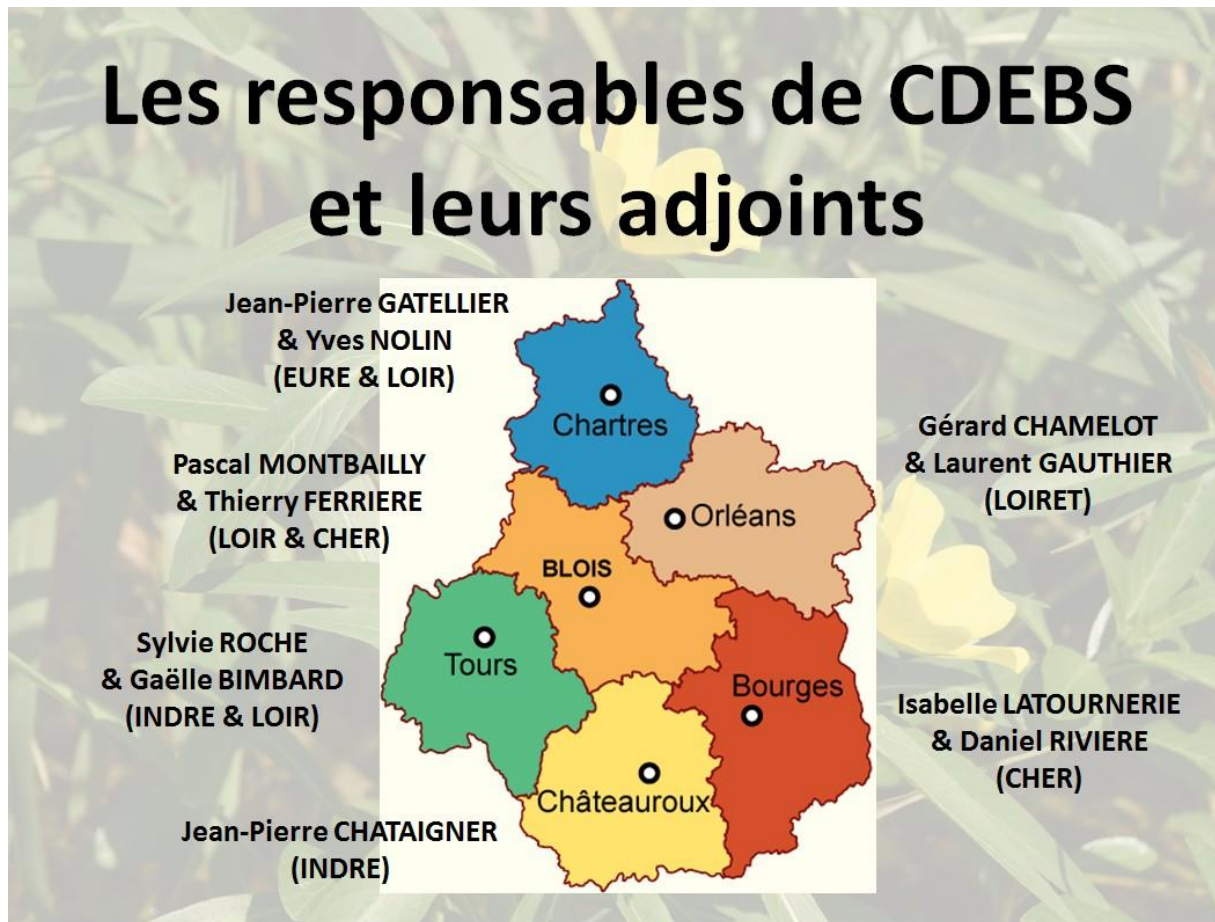 Les responsables de CDEBS
et leurs adjoints
Jean-Pierre GATELLIER
& Yves NOLIN
(EURE & LOIR)
Pascal MONTBAILLY
& Thierry FERRIERE
(LOIR & CHER)
Sylvie ROCHE
& Gaëlle BIMBARD
(INDRE & LOIR)
Jean-Pierre CHATAIGNER
(INDRE)
Chartres
Orléans
BLOIS
Tours
Bourges
Châteauroux
Gérard CHAMELOT
& Laurent GAUTHIER
(LOIRET)
Isabelle LATOURNERIE
& Daniel RIVIERE
(CHER)